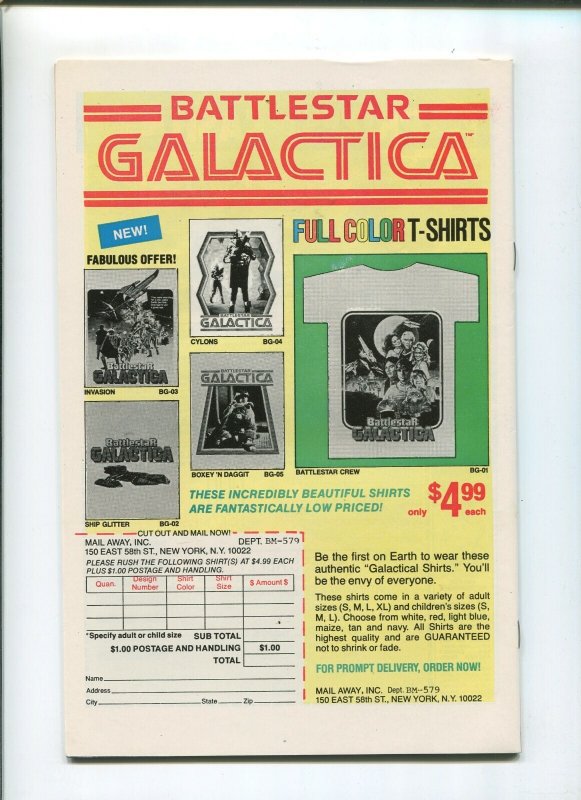 BATTLESTAR
GALACTICA™
NEW!
FULL COLOR T-SHIRTS
FABULOUS OFFER!
Battlestar
GALACTICA
INVASION BG-03
BATTLESTAR
GALACTICA
CYLONS BG-04
Battlestar
GALACTICA
BATTLESTAR CREW BG-01
Battlestar
GALACTICA
SHIP GLITTER BG-02
BATTLESTAR
GALACTICA
BOXEY 'N DAGGIT BG-05
THESE INCREDIBLY BEAUTIFUL SHIRTS
ARE FANTASTICALLY LOW PRICED!
only $4.99 each
CUT OUT AND MAIL NOW!
MAIL AWAY, INC. DEPT. BM-579
150 EAST 58th ST., NEW YORK, N.Y. 10022
PLEASE RUSH THE FOLLOWING SHIRT(S) AT $4.99 EACH
PLUS $1.00 POSTAGE AND HANDLING.
Quan. Design Number Shirt Color Shirt Size $ Amount $
*Specify adult or child size SUB TOTAL
$1.00 POSTAGE AND HANDLING $1.00
TOTAL
Name
Address
City State Zip
Be the first on Earth to wear these
authentic "Galactical Shirts." You'll
be the envy of everyone.
These shirts come in a variety of adult
sizes (S, M, L, XL) and children's sizes (S,
M, L). Choose from white, red, light blue,
maize, tan and navy. All Shirts are the
highest quality and are GUARANTEED
not to shrink or fade.
FOR PROMPT DELIVERY, ORDER NOW!
MAIL AWAY, INC. Dept. BM-579
150 EAST 58th ST., NEW YORK, N.Y. 10022